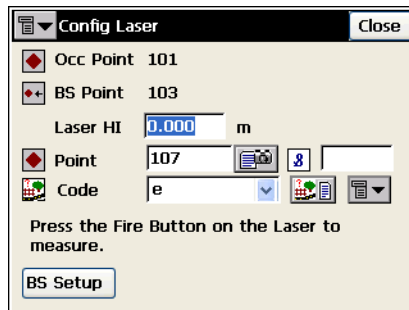 Config Laser Close
Occ Point 101
BS Point 103
Laser HI 0.000 m
Point 107
Code e
Press the Fire Button on the Laser to
measure.
BS Setup